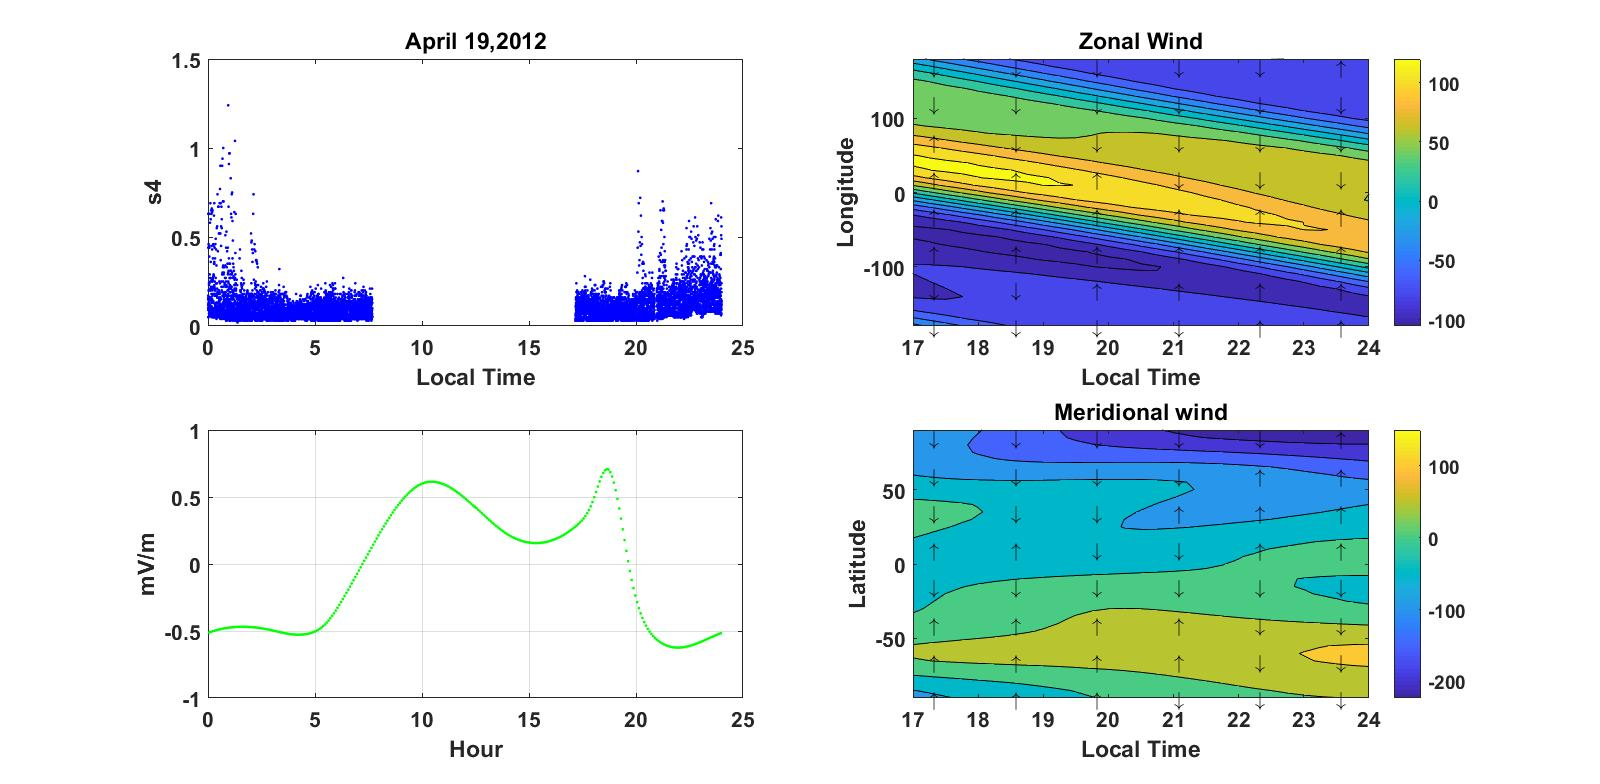 April 19,2012
1.5
1
0.5
0
s4
0 5 10 15 20 25
Local Time
Zonal Wind
100
0
-100
Longitude
17 18 19 20 21 22 23 24
Local Time
100
50
0
-50
-100
1
0.5
0
-0.5
-1
mV/m
0 5 10 15 20 25
Hour
Meridional wind
50
0
-50
Latitude
17 18 19 20 21 22 23 24
Local Time
100
0
-100
-200